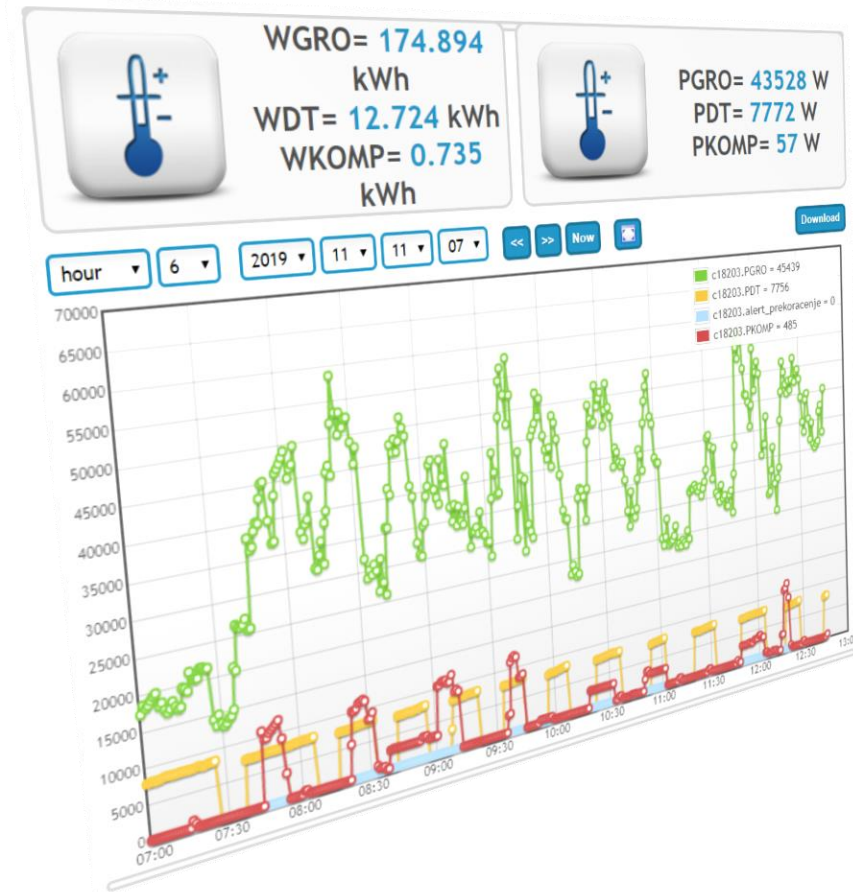 WGRO= 174.894
kWh
WDT= 12.724 kWh
WKOMP= 0.735
kWh
PGRO= 43528 W
PDT= 7772 W
PKOMP= 57 W
hour 6 2019 11 11 07 << >> Now Download
c18203.PGRO = 45439
c18203.PDT = 7756
c18203.alert_prekoracenje = 0
c18203.PKOMP = 485
70000
65000
60000
55000
50000
45000
40000
35000
30000
25000
20000
15000
10000
5000
0
07:00 07:30 08:00 08:30 09:00 09:30 10:00 10:30 11:00 11:30 12:00 12:30